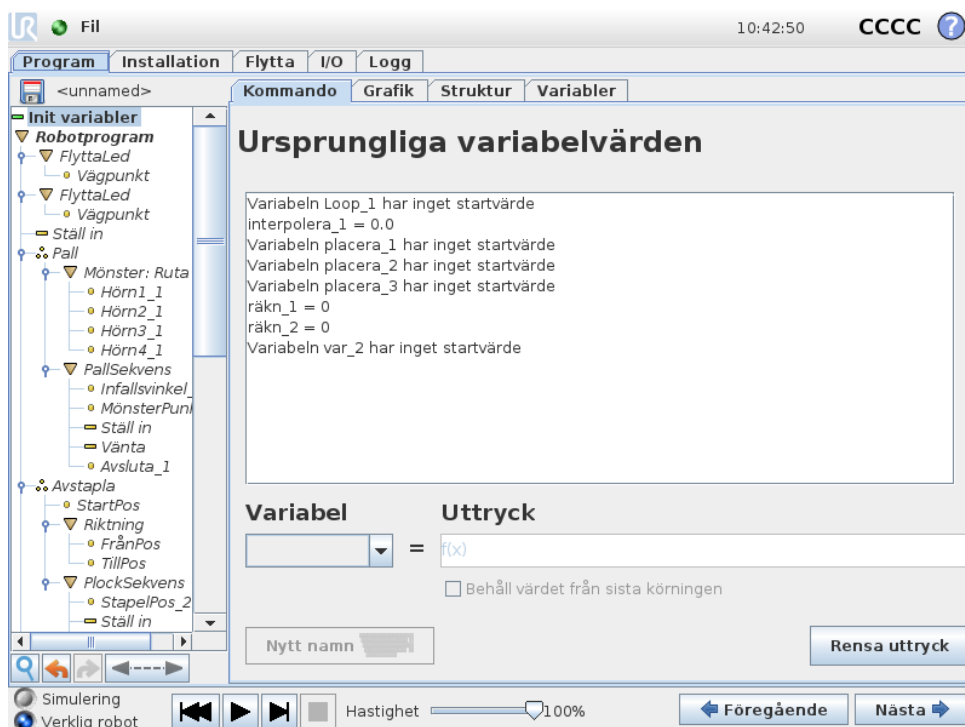 UR Fil 10:42:50 CCCC ?
Program Installation Flytta I/O Logg
<unnamed>
Init variabler
Robotprogram
FlyttaLed
Vägpunkt
FlyttaLed
Vägpunkt
Ställ in
Pall
Mönster: Ruta
Hörn1_1
Hörn2_1
Hörn3_1
Hörn4_1
PallSekvens
Infallsvinkel_
MönsterPunl
Ställ in
Vänta
Avsluta_1
Avstapla
StartPos
Riktning
FrånPos
TillPos
PlockSekvens
StapelPos_2
Ställ in
Kommando Grafik Struktur Variabler
Ursprungliga variabelvärden
Variabeln Loop_1 har inget startvärde
interpolera_1 = 0.0
Variabeln placera_1 har inget startvärde
Variabeln placera_2 har inget startvärde
Variabeln placera_3 har inget startvärde
räkn_1 = 0
räkn_2 = 0
Variabeln var_2 har inget startvärde
Variabel Uttryck
= f(x)
Behåll värdet från sista körningen
Nytt namn Rensa uttryck
Simulering
Verklig robot
Hastighet 100% Föregående Nästa